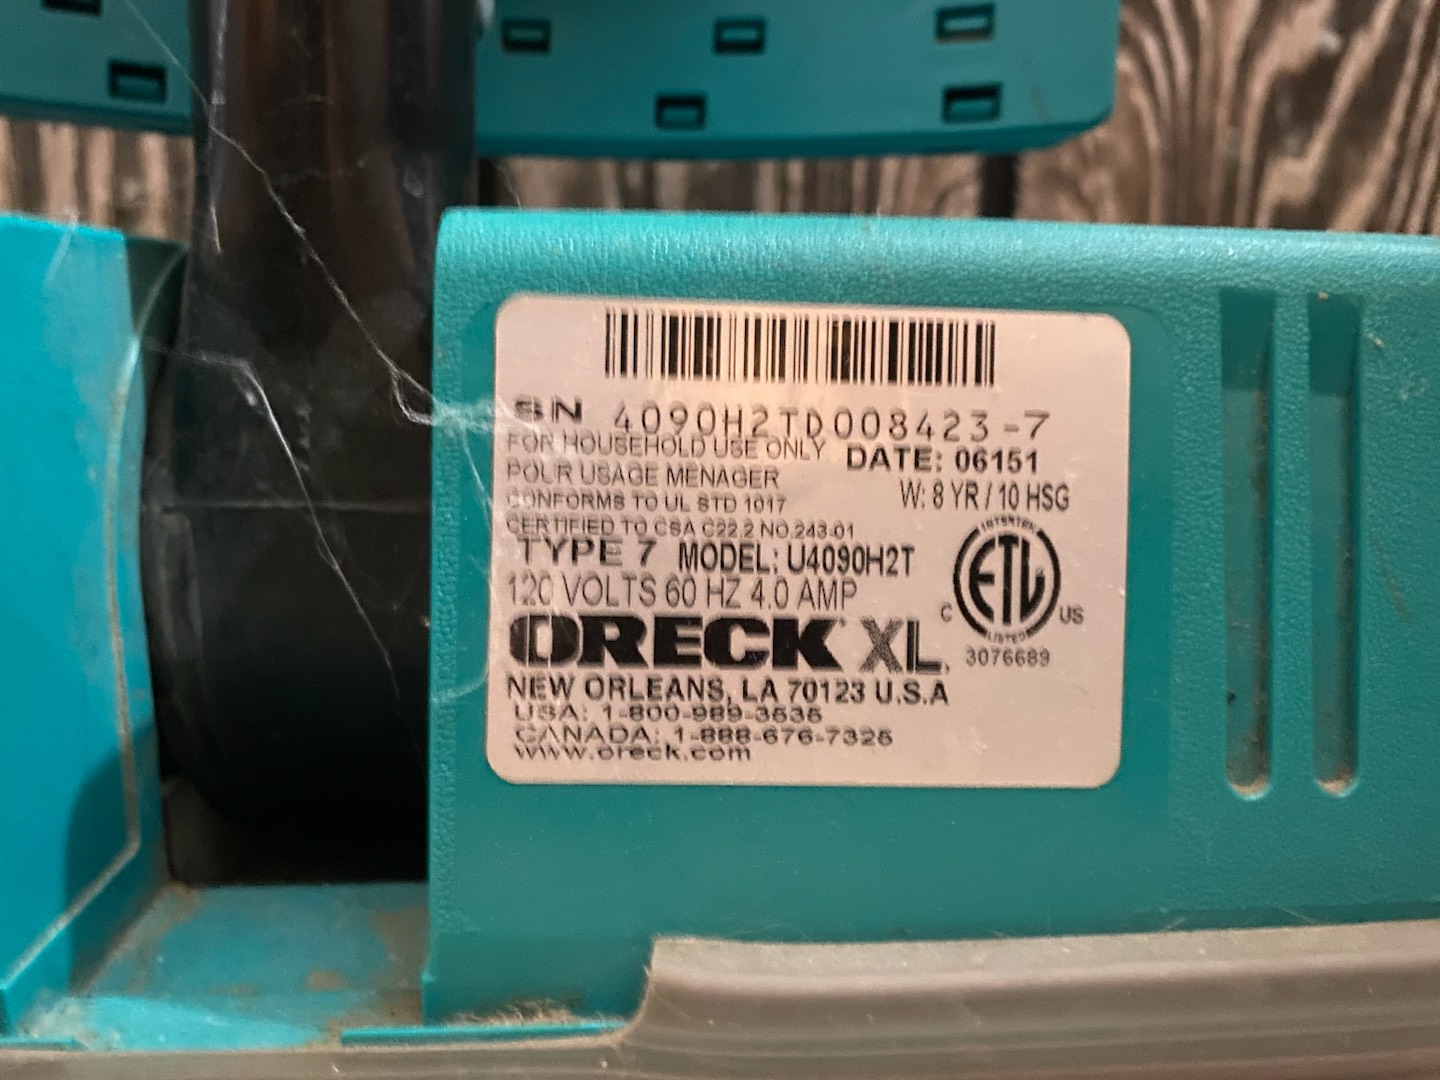 SN 4090H2TD008423-7
FOR HOUSEHOLD USE ONLY
DATE: 06151
POUR USAGE MENAGER
W: 8 YR / 10 HSG
CONFORMS TO UL STD 1017
CERTIFIED TO CSA C22.2 NO.243-01
TYPE 7 MODEL: U4090H2T
120 VOLTS 60 HZ 4.0 AMP
INTERTEK
ETL
C US
LISTED
3076689
ORECK XL.
NEW ORLEANS, LA 70123 U.S.A
USA: 1-800-989-3535
CANADA: 1-888-676-7325
www.oreck.com